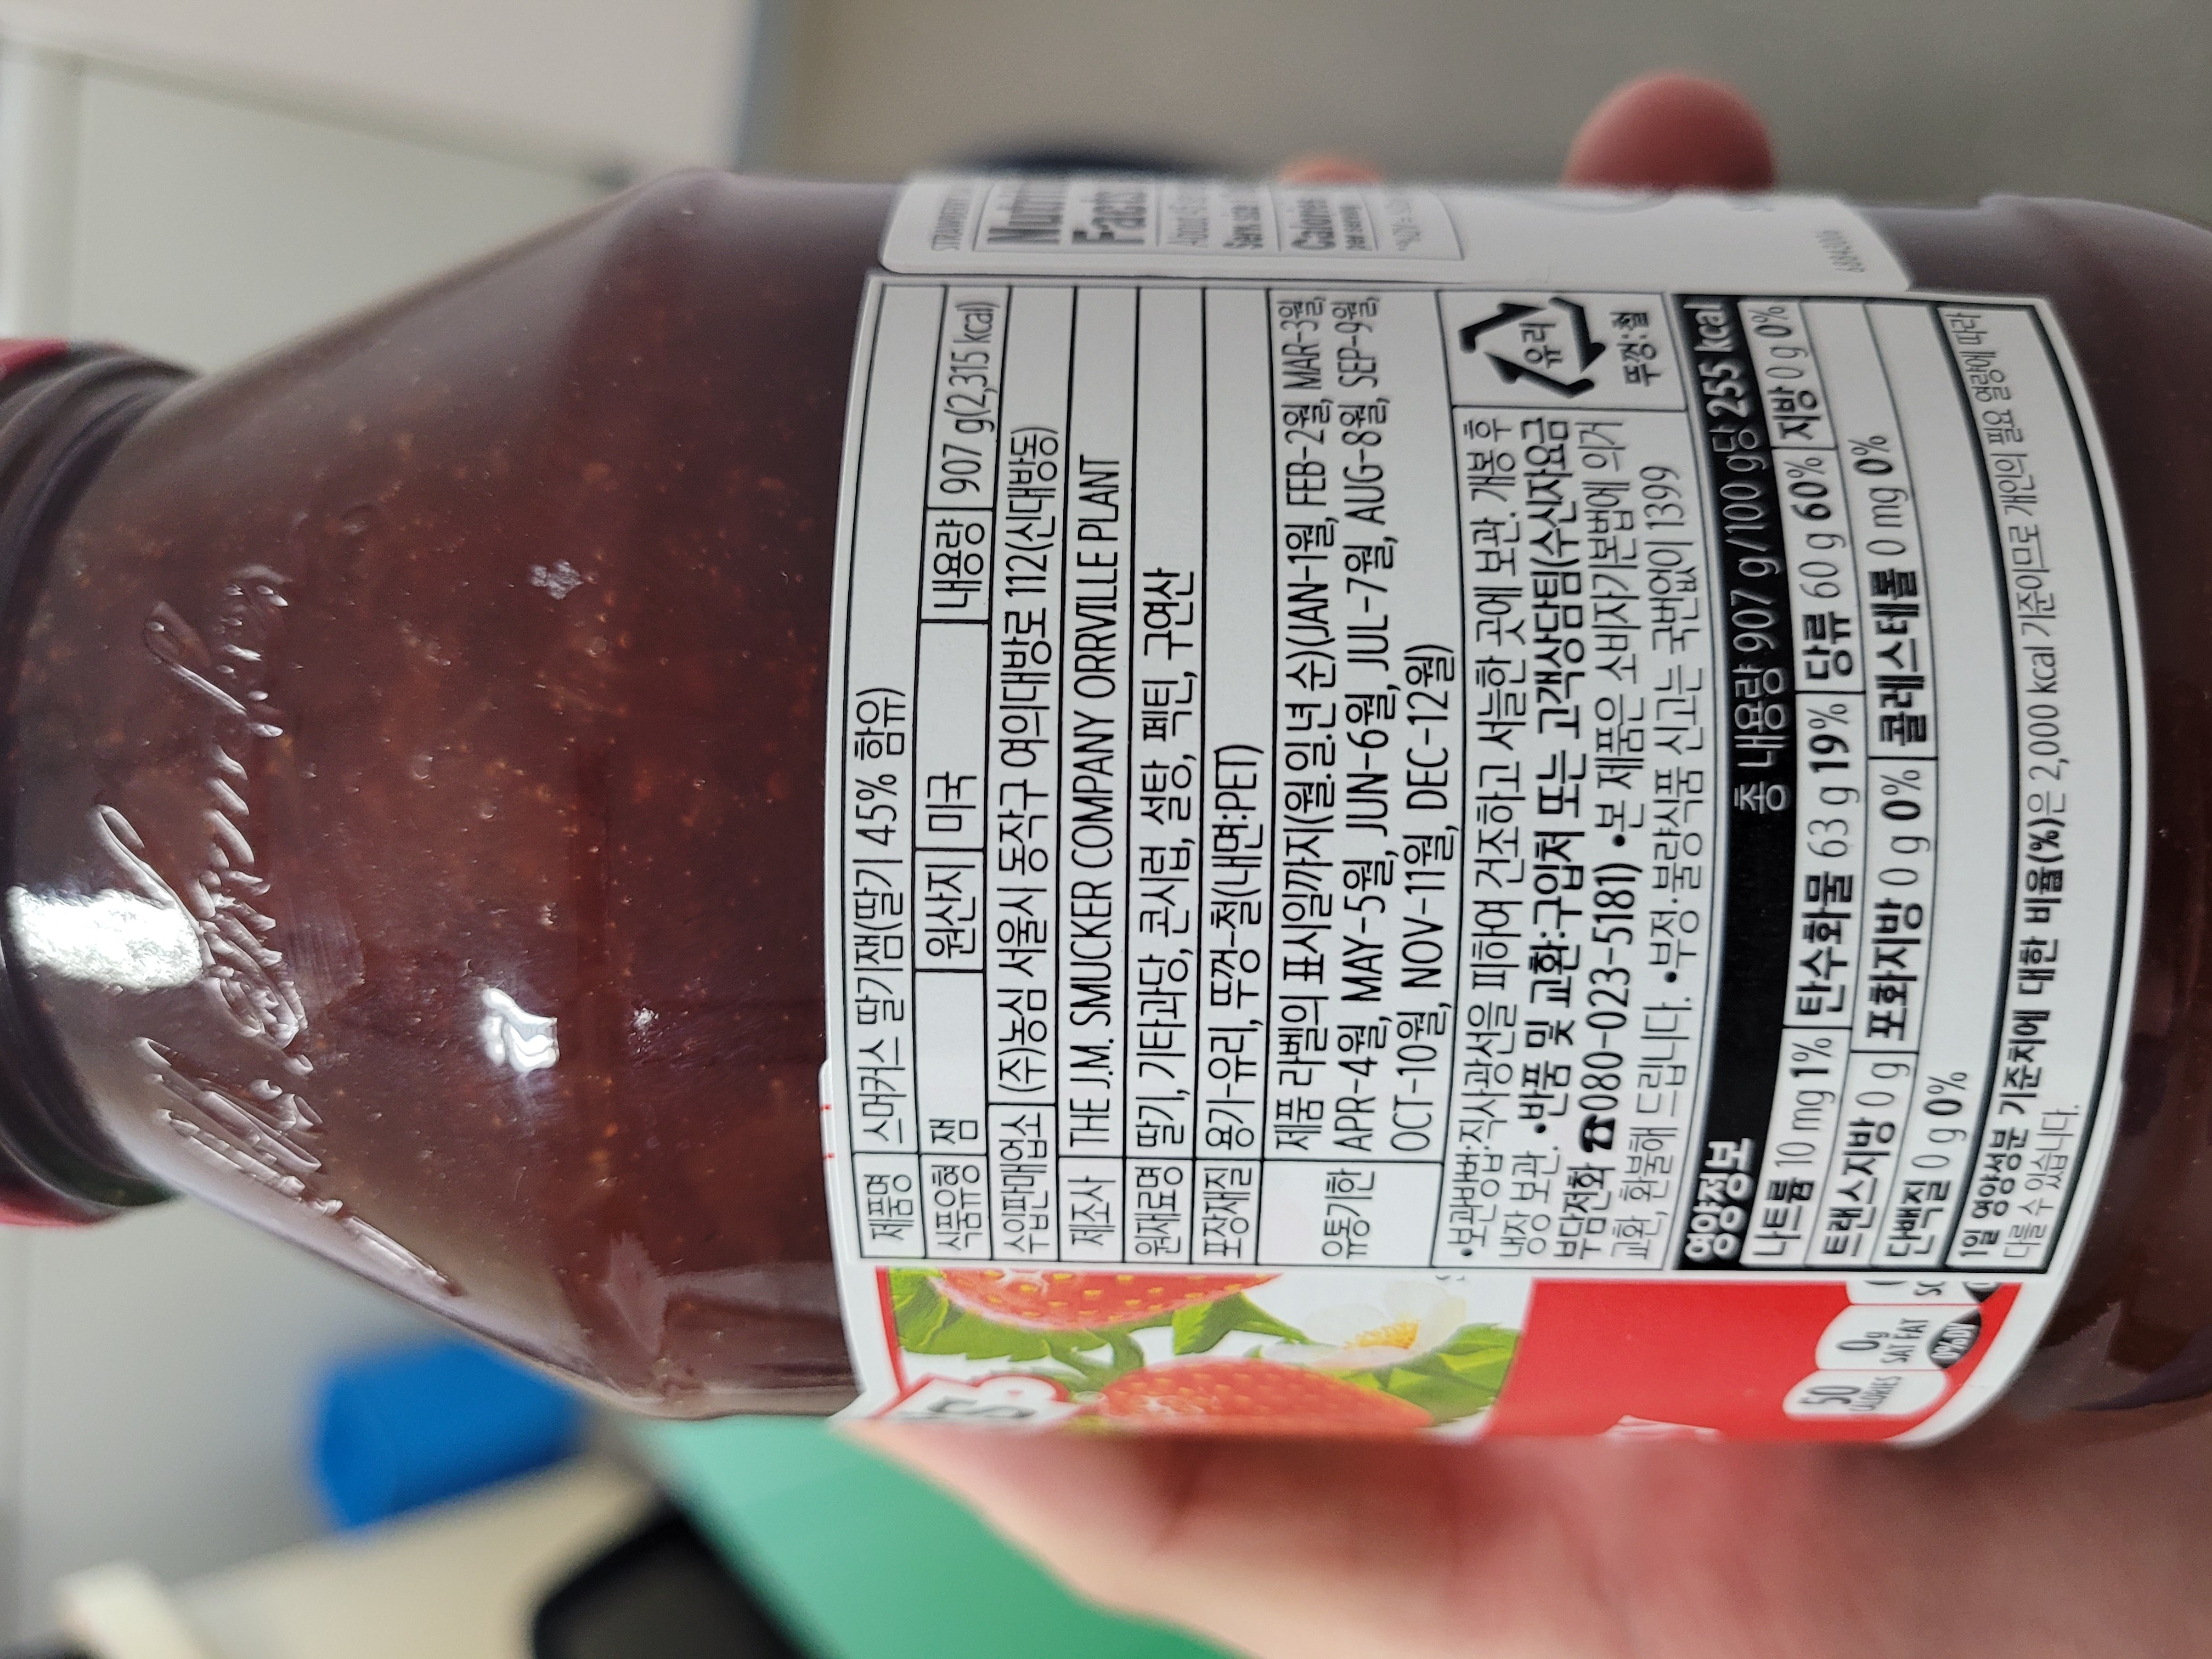 Smucker's
제품명 스머커스 딸기잼(딸기 45% 함유)
식품유형 잼 원산지 미국 내용량 907 g(2,315 kcal)
수입판매업소 (주)농심 서울시 동작구 여의대방로 112(신대방동)
제조사 THE J.M. SMUCKER COMPANY ORRVILLE PLANT
원재료명 딸기, 기타과당, 콘시럽, 설탕, 펙틴, 구연산
포장재질 용기-유리, 뚜껑-철(내면:PET)
유통기한 제품 라벨의 표시일까지(월.일.년 순)(JAN-1월, FEB-2월, MAR-3월,
APR-4월, MAY-5월, JUN-6월, JUL-7월, AUG-8월, SEP-9월,
OCT-10월, NOV-11월, DEC-12월)
•보관방법:직사광선을 피하여 건조하고 서늘한 곳에 보관. 개봉 후
냉장 보관. •반품 및 교환:구입처 또는 고객상담팀(수신자요금
부담전화 ☎080-023-5181) •본 제품은 소비자기본법에 의거
교환, 환불해 드립니다. •부정·불량식품 신고는 국번없이 1399
유리
뚜껑:철
영양정보 총 내용량 907 g/100 g당 255 kcal
나트륨 10 mg 1% 탄수화물 63 g 19% 당류 60 g 60% 지방 0 g 0%
트랜스지방 0 g 포화지방 0 g 0% 콜레스테롤 0 mg 0%
단백질 0 g 0%
1일 영양성분 기준치에 대한 비율(%)은 2,000 kcal 기준이므로 개인의 필요 열량에 따라
다를 수 있습니다.
50 CALORIES
0g SAT FAT
0% DV
Facts
Calories